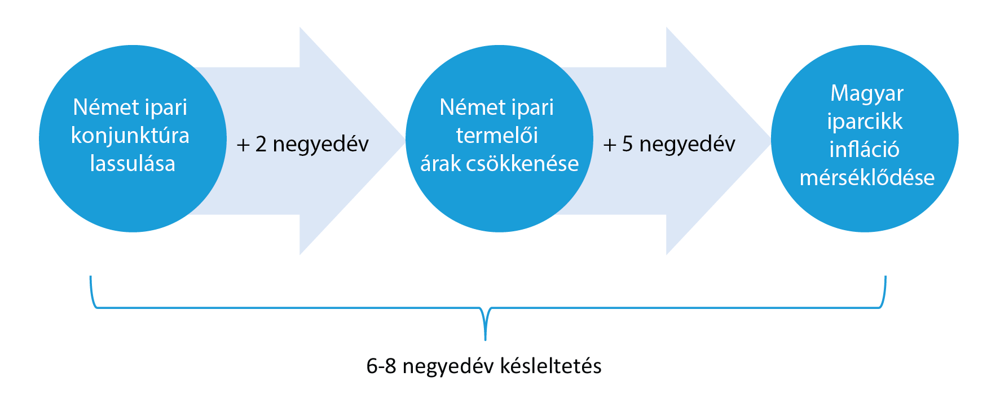 Német ipari
konjunktúra
lassulása
+ 2 negyedév
Német ipari
termelői
árak csökkenése
+ 5 negyedév
Magyar
iparcikk
infláció
mérséklődése
6-8 negyedév késleltetés